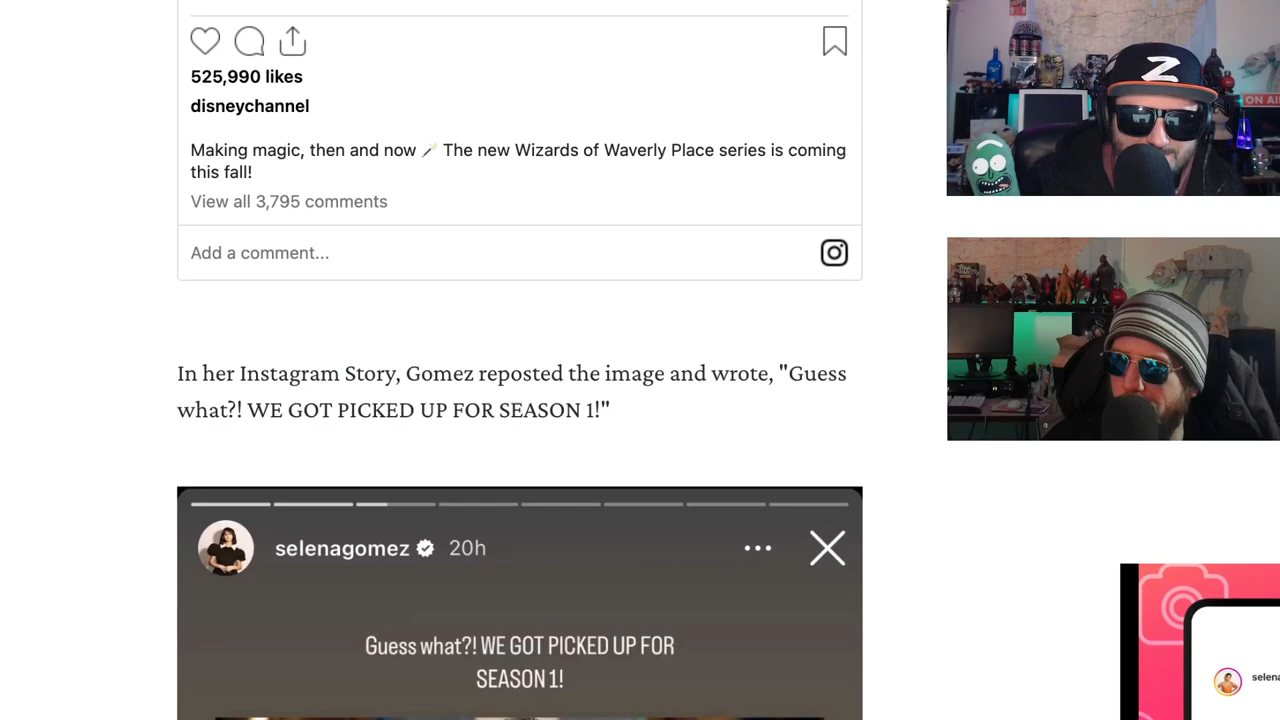 525,990 likes
disneychannel
Making magic, then and now 🪄 The new Wizards of Waverly Place series is coming
this fall!
View all 3,795 comments
Add a comment...
In her Instagram Story, Gomez reposted the image and wrote, "Guess
what?! WE GOT PICKED UP FOR SEASON 1!"
selenagomez 20h
Guess what?! WE GOT PICKED UP FOR
SEASON 1!
Z
ON AI
selena